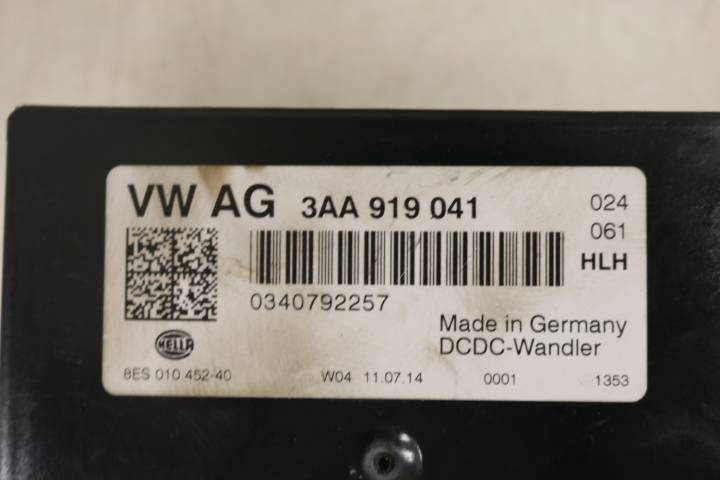 VW AG 3AA 919 041 024
061
HLH
0340792257
Made in Germany
DCDC-Wandler
HELLA
8ES 010.452-40 W04 11.07.14 0001 1353